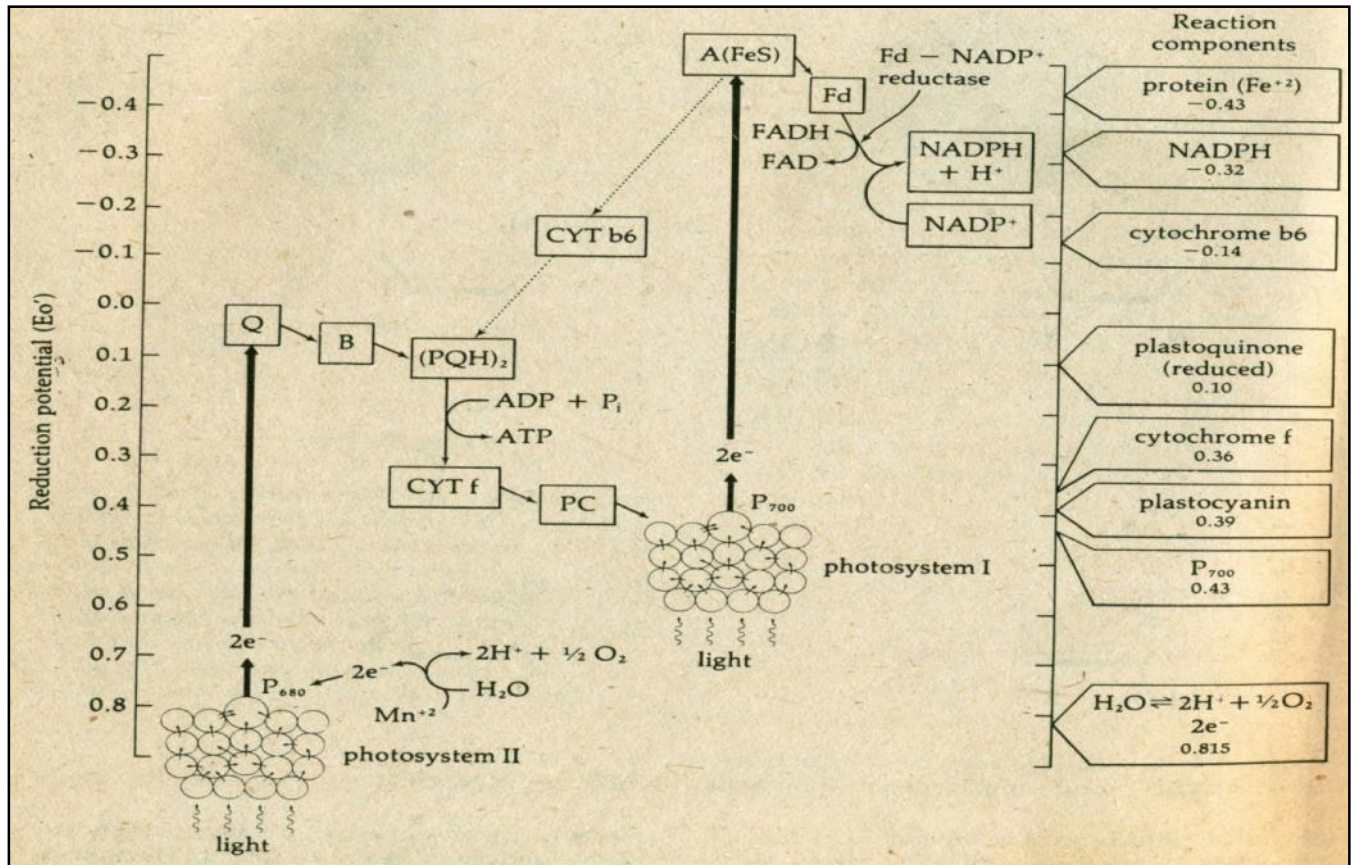 Reaction
components
A(FeS)
Fd – NADP⁺
reductase
Fd
FADH
FAD
NADPH
+ H⁺
NADP⁺
CYT b6
Q
B
(PQH)₂
ADP + Pᵢ
ATP
CYT f
PC
2e⁻
P₇₀₀
photosystem I
light
2e⁻
P₆₈₀
2e⁻
2H⁺ + ½ O₂
H₂O
Mn⁺²
photosystem II
light
Reduction potential (Eo′)
−0.4
−0.3
−0.2
−0.1
0.0
0.1
0.2
0.3
0.4
0.5
0.6
0.7
0.8
protein (Fe⁺²)
−0.43
NADPH
−0.32
cytochrome b6
−0.14
plastoquinone
(reduced)
0.10
cytochrome f
0.36
plastocyanin
0.39
P₇₀₀
0.43
H₂O ⇌ 2H⁺ + ½O₂
2e⁻
0.815